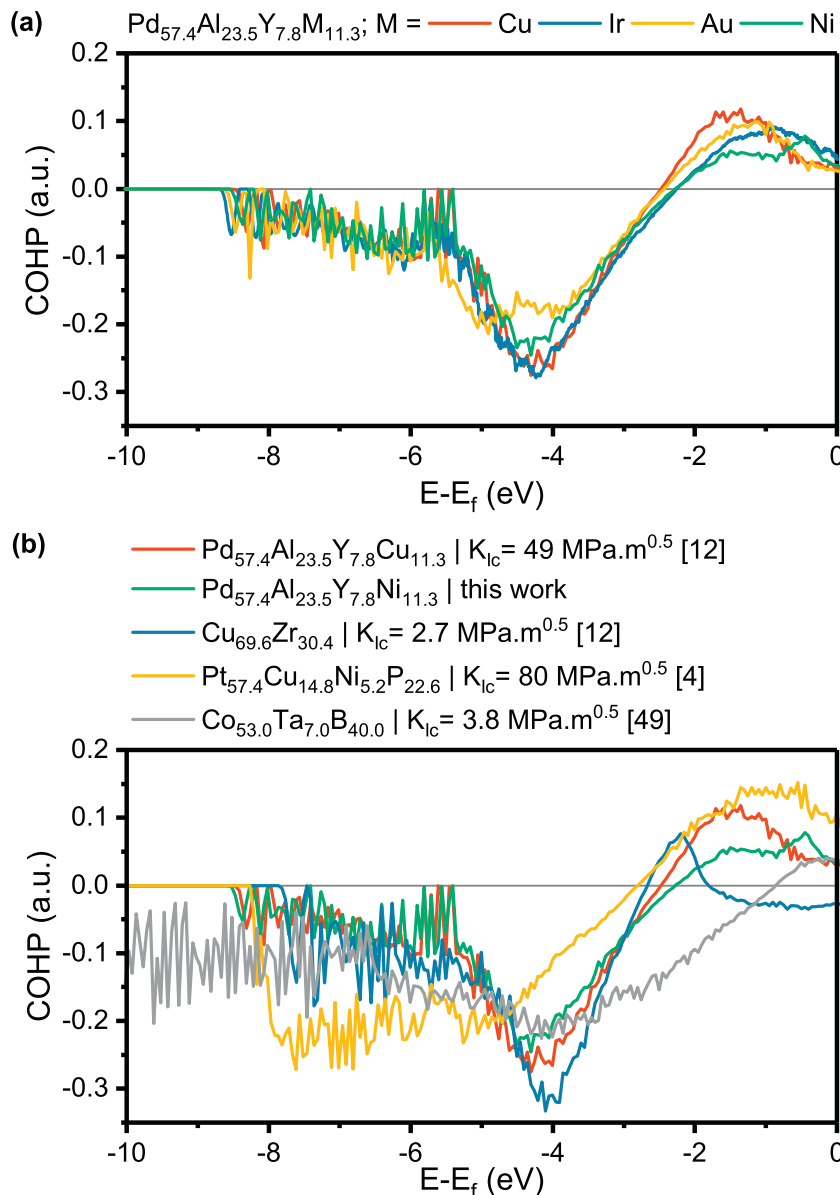 (a) Pd57.4Al23.5Y7.8M11.3; M = Cu Ir Au Ni
0.2
0.1
0.0
-0.1
-0.2
-0.3
COHP (a.u.)
-10 -8 -6 -4 -2 0
E-Ef (eV)
(b)
Pd57.4Al23.5Y7.8Cu11.3 | KIc= 49 MPa.m0.5 [12]
Pd57.4Al23.5Y7.8Ni11.3 | this work
Cu69.6Zr30.4 | KIc= 2.7 MPa.m0.5 [12]
Pt57.4Cu14.8Ni5.2P22.6 | KIc= 80 MPa.m0.5 [4]
Co53.0Ta7.0B40.0 | KIc= 3.8 MPa.m0.5 [49]
0.2
0.1
0.0
-0.1
-0.2
-0.3
COHP (a.u.)
-10 -8 -6 -4 -2 0
E-Ef (eV)